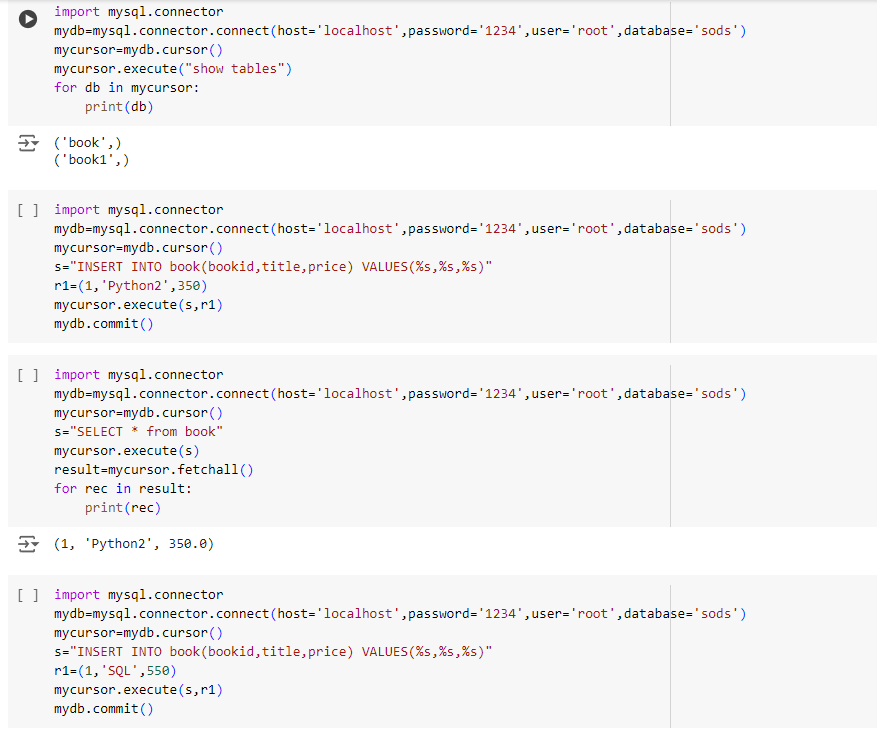 import mysql.connector
mydb=mysql.connector.connect(host='localhost',password='1234',user='root',database='sods')
mycursor=mydb.cursor()
mycursor.execute("show tables")
for db in mycursor:
    print(db)
('book',)
('book1',)
[ ] import mysql.connector
mydb=mysql.connector.connect(host='localhost',password='1234',user='root',database='sods')
mycursor=mydb.cursor()
s="INSERT INTO book(bookid,title,price) VALUES(%s,%s,%s)"
r1=(1,'Python2',350)
mycursor.execute(s,r1)
mydb.commit()
[ ] import mysql.connector
mydb=mysql.connector.connect(host='localhost',password='1234',user='root',database='sods')
mycursor=mydb.cursor()
s="SELECT * from book"
mycursor.execute(s)
result=mycursor.fetchall()
for rec in result:
    print(rec)
(1, 'Python2', 350.0)
[ ] import mysql.connector
mydb=mysql.connector.connect(host='localhost',password='1234',user='root',database='sods')
mycursor=mydb.cursor()
s="INSERT INTO book(bookid,title,price) VALUES(%s,%s,%s)"
r1=(1,'SQL',550)
mycursor.execute(s,r1)
mydb.commit()